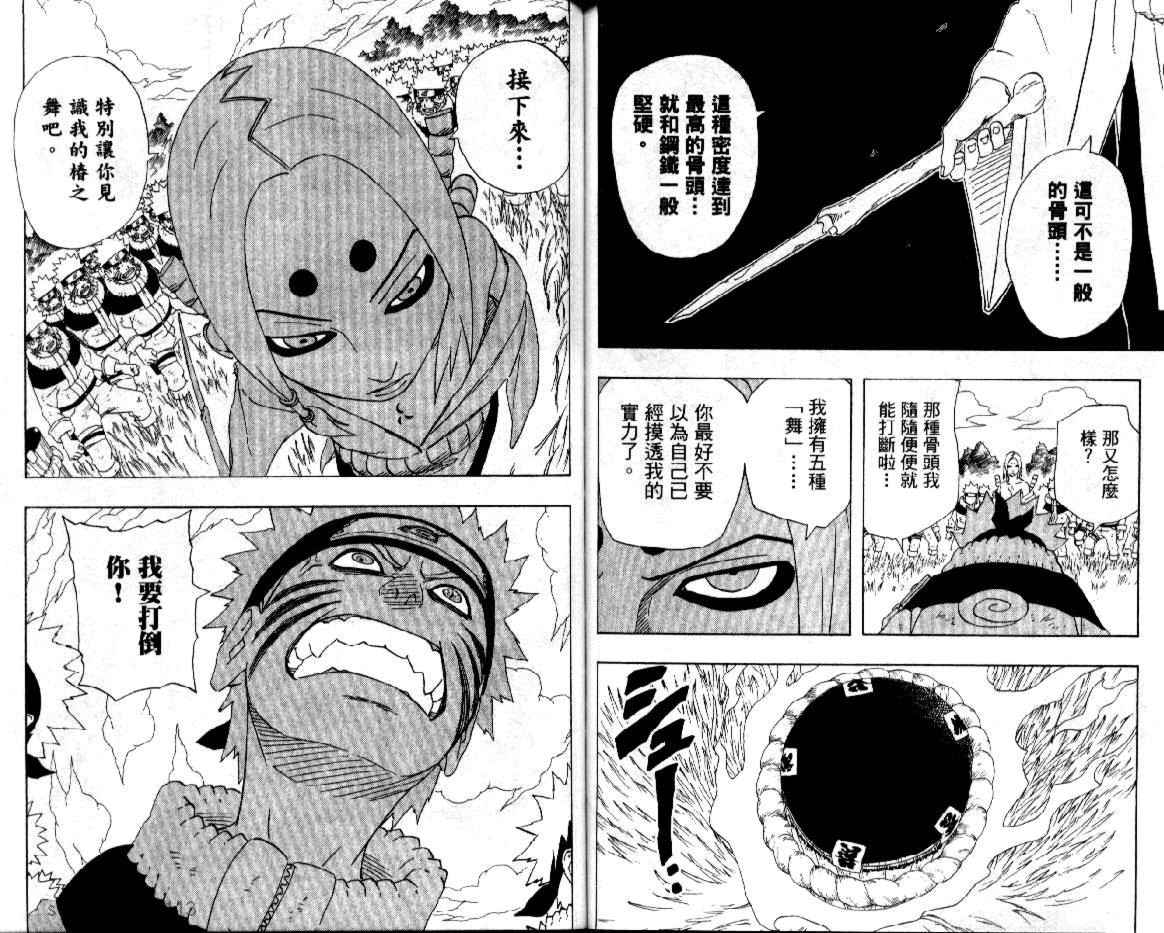 這可不是一般
的骨頭……
這種密度達到
最高的骨頭…
就和鋼鐵一般
堅硬。
那又怎麼
樣?
那種骨頭我
隨隨便便就
能打斷啦…
我擁有五種
「舞」……
你最好不要
以為自己已
經摸透我的
實力了。
シュー…
接下來…
特別讓你見
識我的椿之
舞吧。
我要打倒
你!